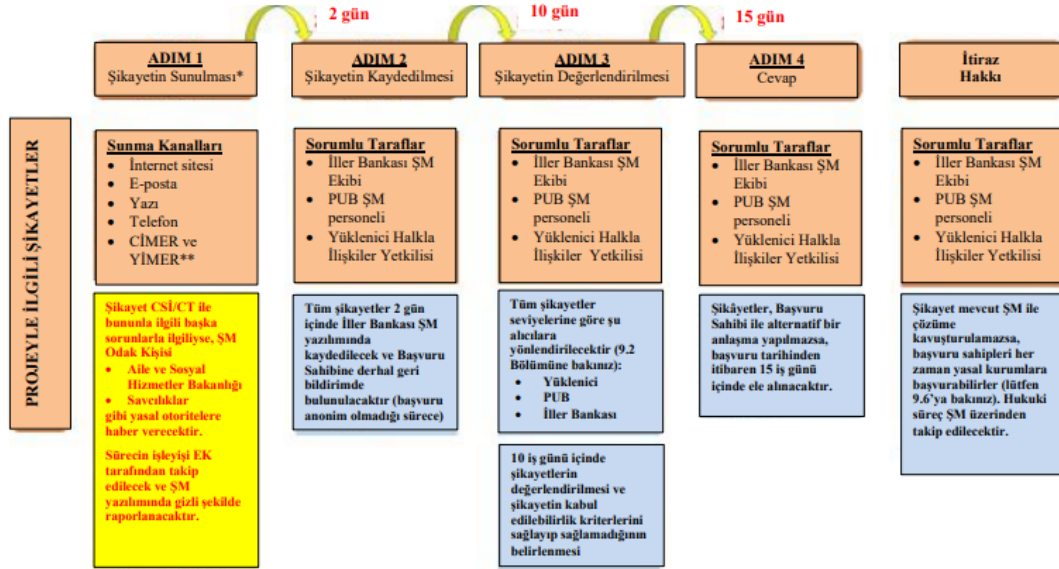 2 gün
10 gün
15 gün
ADIM 1
Şikayetin Sunulması*
ADIM 2
Şikayetin Kaydedilmesi
ADIM 3
Şikayetin Değerlendirilmesi
ADIM 4
Cevap
İtiraz
Hakkı
PROJEYLE İLGİLİ ŞİKAYETLER
Sunma Kanalları
• İnternet sitesi
• E-posta
• Yazı
• Telefon
• CİMER ve
YİMER**
Sorumlu Taraflar
• İller Bankası ŞM
Ekibi
• PUB ŞM
personeli
• Yüklenici Halkla
İlişkiler Yetkilisi
Sorumlu Taraflar
• İller Bankası ŞM
Ekibi
• PUB ŞM
personeli
• Yüklenici Halkla
İlişkiler Yetkilisi
Sorumlu Taraflar
• İller Bankası ŞM
Ekibi
• PUB ŞM
personeli
• Yüklenici Halkla
İlişkiler Yetkilisi
Sorumlu Taraflar
• İller Bankası ŞM
Ekibi
• PUB ŞM
personeli
• Yüklenici Halkla
İlişkiler Yetkilisi
Şikayet CSİ/CT ile
bununla ilgili başka
sorunlarla ilgiliyse, ŞM
Odak Kişisi
• Aile ve Sosyal
Hizmetler Bakanlığı
• Savcılıklar
gibi yasal otoritelere
haber verecektir.
Sürecin işleyişi EK
tarafından takip
edilecek ve ŞM
yazılımında gizli şekilde
raporlanacaktır.
Tüm şikayetler 2 gün
içinde İller Bankası ŞM
yazılımında
kaydedilecek ve Başvuru
Sahibine derhal geri
bildirimde
bulunulacaktır (başvuru
anonim olmadığı sürece)
Tüm şikayetler
seviyelerine göre şu
alıcılara
yönlendirilecektir (9.2
Bölümüne bakınız):
• Yüklenici
• PUB
• İller Bankası
10 iş günü içinde
şikayetlerin
değerlendirilmesi ve
şikayetin kabul
edilebilirlik kriterlerini
sağlayıp sağlamadığının
belirlenmesi
Şikâyetler, Başvuru
Sahibi ile alternatif bir
anlaşma yapılmazsa,
başvuru tarihinden
itibaren 15 iş günü
içinde ele alınacaktır.
Şikayet mevcut ŞM ile
çözüme
kavuşturulamazsa,
başvuru sahipleri her
zaman yasal kurumlara
başvurabilirler (lütfen
9.6’ya bakınız). Hukuki
süreç ŞM üzerinden
takip edilecektir.